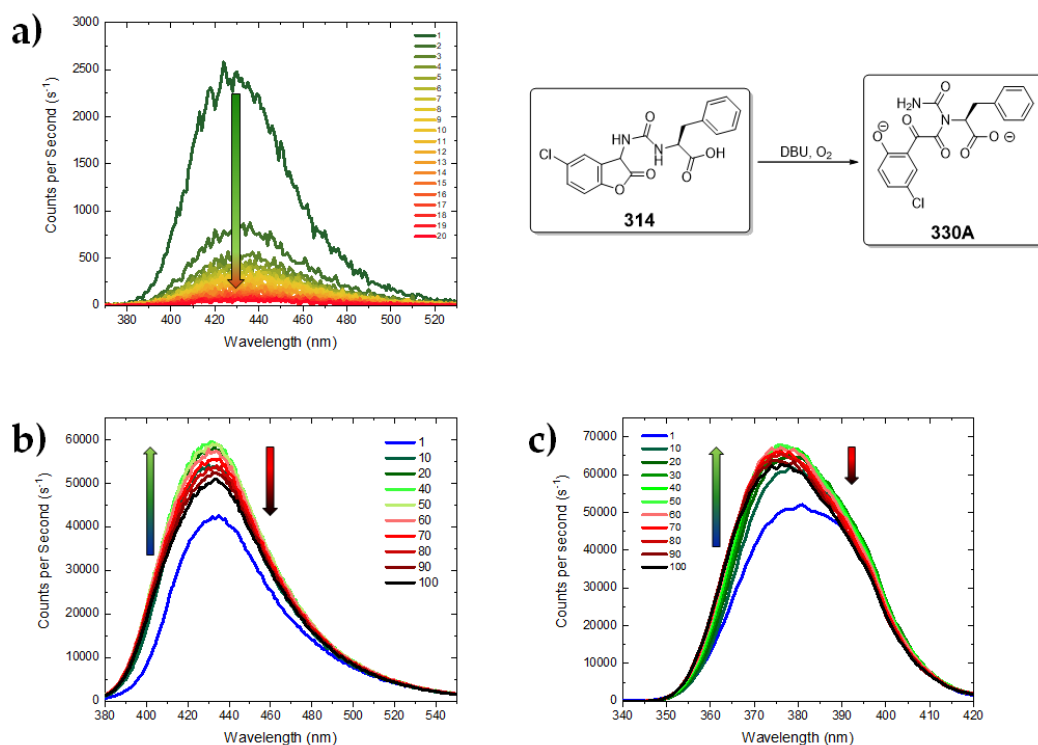 a)
Counts per Second (s⁻¹)
3000
2500
2000
1500
1000
500
0
380 400 420 440 460 480 500 520
Wavelength (nm)
1
2
3
4
5
6
7
8
9
10
11
12
13
14
15
16
17
18
19
20
Cl
O
O
HN
O
NH
O
OH
314
DBU, O₂
H₂N
O
N
O⊖
O
O
O
O⊖
Cl
330A
b)
Counts per Second (s⁻¹)
60000
50000
40000
30000
20000
10000
0
380 400 420 440 460 480 500 520 540
Wavelength (nm)
1
10
20
40
50
60
70
80
90
100
c)
Counts per Second (s⁻¹)
70000
60000
50000
40000
30000
20000
10000
0
340 360 380 400 420
Wavelength (nm)
1
10
20
30
40
50
60
70
80
90
100